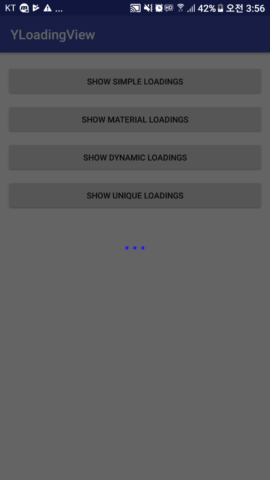 KT ... 42% 오전 3:56
YLoadingView
SHOW SIMPLE LOADINGS
SHOW MATERIAL LOADINGS
SHOW DYNAMIC LOADINGS
SHOW UNIQUE LOADINGS